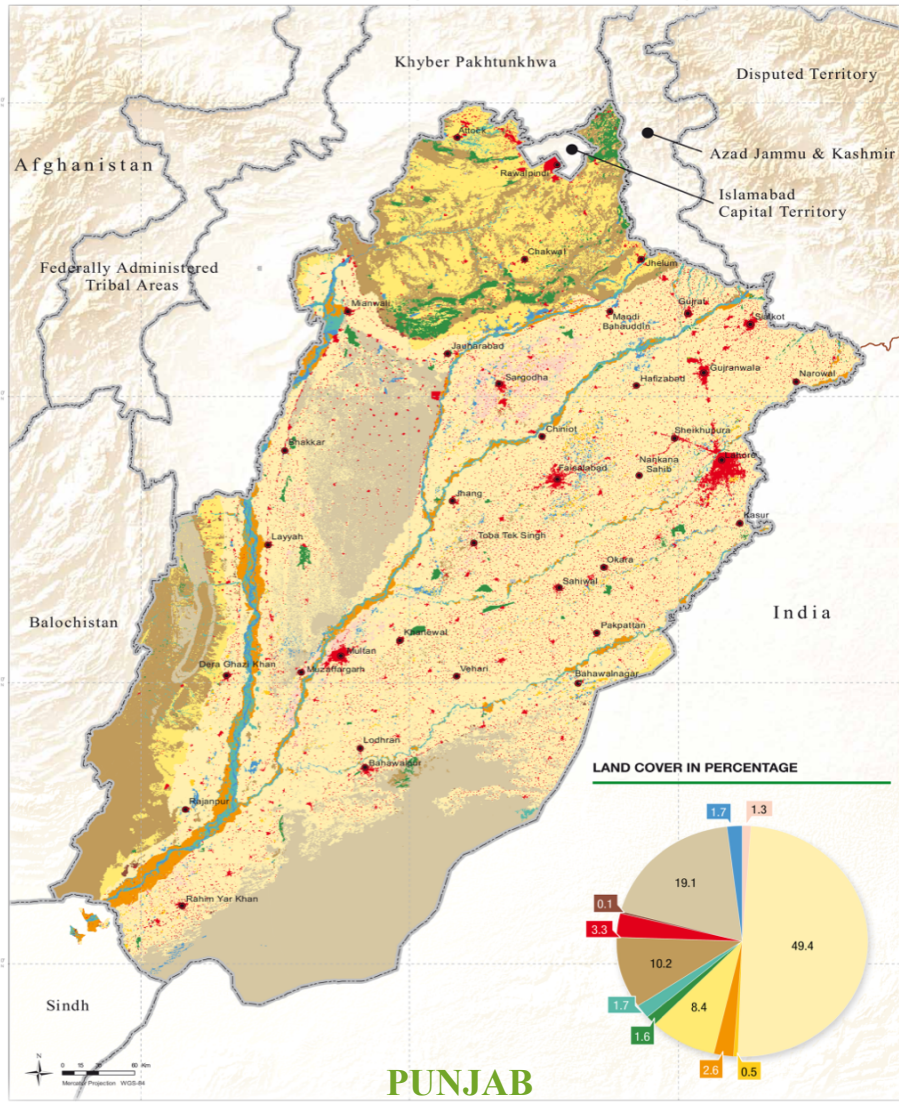 Khyber Pakhtunkhwa
Disputed Territory
Afghanistan
Attock
Azad Jammu & Kashmir
Rawalpindi
Islamabad
Capital Territory
Federally Administered
Tribal Areas
Chakwal
Jhelum
Mianwali
Mandi
Bahauddin
Gujrat
Sialkot
Jauharabad
Sargodha
Hafizabad
Gujranwala
Narowal
Bhakkar
Chiniot
Sheikhupura
Faisalabad
Nankana
Sahib
Lahore
Jhang
Kasur
Layyah
Toba Tek Singh
Okara
Sahiwal
Balochistan
India
Khanewal
Pakpattan
Multan
Dera Ghazi Khan
Muzaffargarh
Vehari
Bahawalnagar
Lodhran
Bahawalpur
Rajanpur
Rahim Yar Khan
Sindh
LAND COVER IN PERCENTAGE
1.7
1.3
19.1
0.1
3.3
49.4
10.2
1.7
8.4
1.6
2.6
0.5
N
0 15 30 60 Km
Mercator Projection WGS-84
PUNJAB